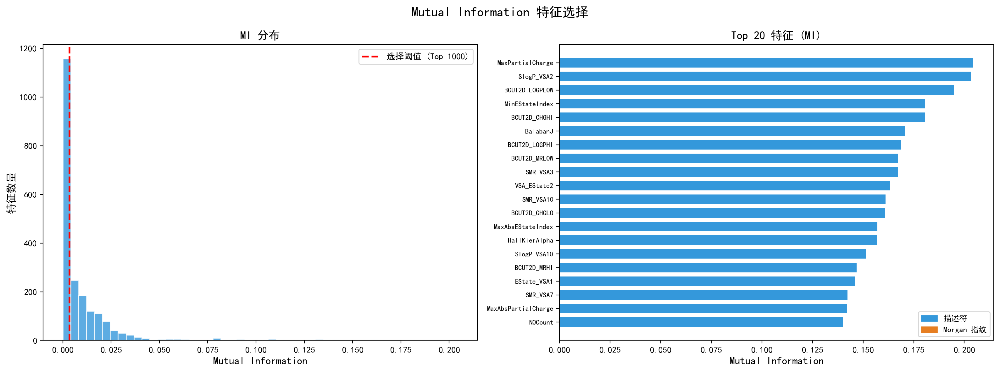 Mutual Information 特征选择
MI 分布
1200
1000
800
600
400
200
0
特征数量
选择阈值 (Top 1000)
0.000 0.025 0.050 0.075 0.100 0.125 0.150 0.175 0.200
Mutual Information
Top 20 特征 (MI)
MaxPartialCharge
SlogP_VSA2
BCUT2D_LOGPLOW
MinEStateIndex
BCUT2D_CHGHI
BalabanJ
BCUT2D_LOGPHI
BCUT2D_MRLOW
SMR_VSA3
VSA_EState2
SMR_VSA10
BCUT2D_CHGLO
MaxAbsEStateIndex
HallKierAlpha
SlogP_VSA10
BCUT2D_MRHI
EState_VSA1
SMR_VSA7
MaxAbsPartialCharge
NOCount
描述符
Morgan 指纹
0.000 0.025 0.050 0.075 0.100 0.125 0.150 0.175 0.200
Mutual Information